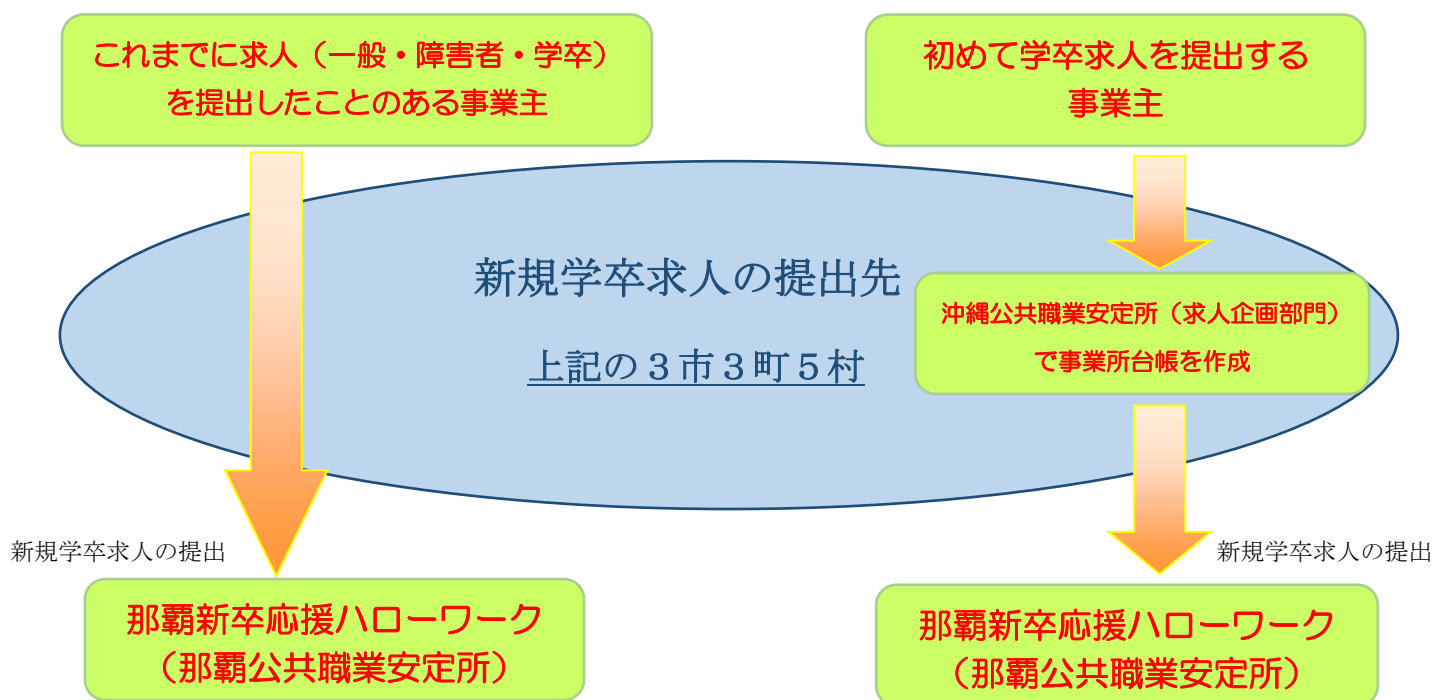 これまでに求人（一般・障害者・学卒）
を提出したことのある事業主
初めて学卒求人を提出する
事業主
新規学卒求人の提出先
上記の３市３町５村
沖縄公共職業安定所（求人企画部門）
で事業所台帳を作成
新規学卒求人の提出
新規学卒求人の提出
那覇新卒応援ハローワーク
（那覇公共職業安定所）
那覇新卒応援ハローワーク
（那覇公共職業安定所）